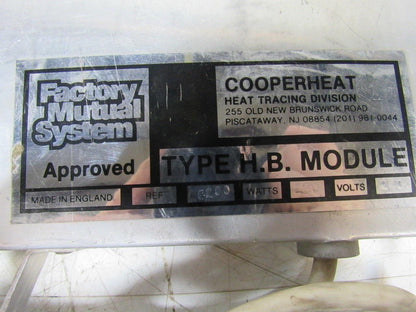 Factory
Mutual
System
Approved
COOPERHEAT
HEAT TRACING DIVISION
255 OLD NEW BRUNSWICK ROAD
PISCATAWAY, NJ 08854 (201) 981-0044
TYPE H.B. MODULE
MADE IN ENGLAND REF WATTS VOLTS